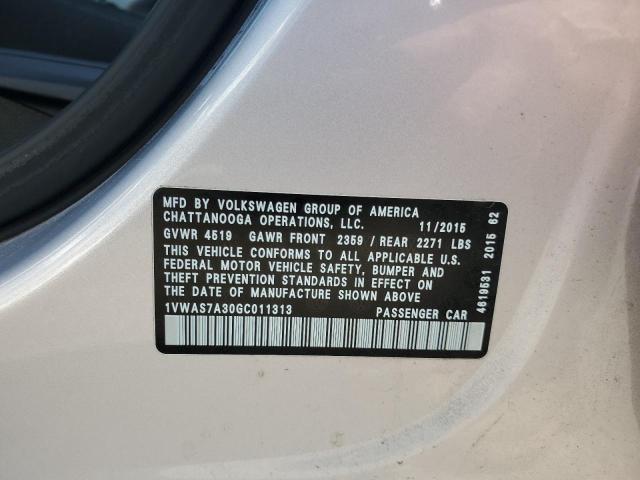 MFD BY VOLKSWAGEN GROUP OF AMERICA
CHATTANOOGA OPERATIONS, LLC. 11/2015
GVWR 4519 GAWR FRONT 2359 / REAR 2271 LBS
THIS VEHICLE CONFORMS TO ALL APPLICABLE U.S.
FEDERAL MOTOR VEHICLE SAFETY, BUMPER AND
THEFT PREVENTION STANDARDS IN EFFECT ON
THE DATE OF MANUFACTURE SHOWN ABOVE
1VWAS7A30GC011313 PASSENGER CAR
4619531 2015 62